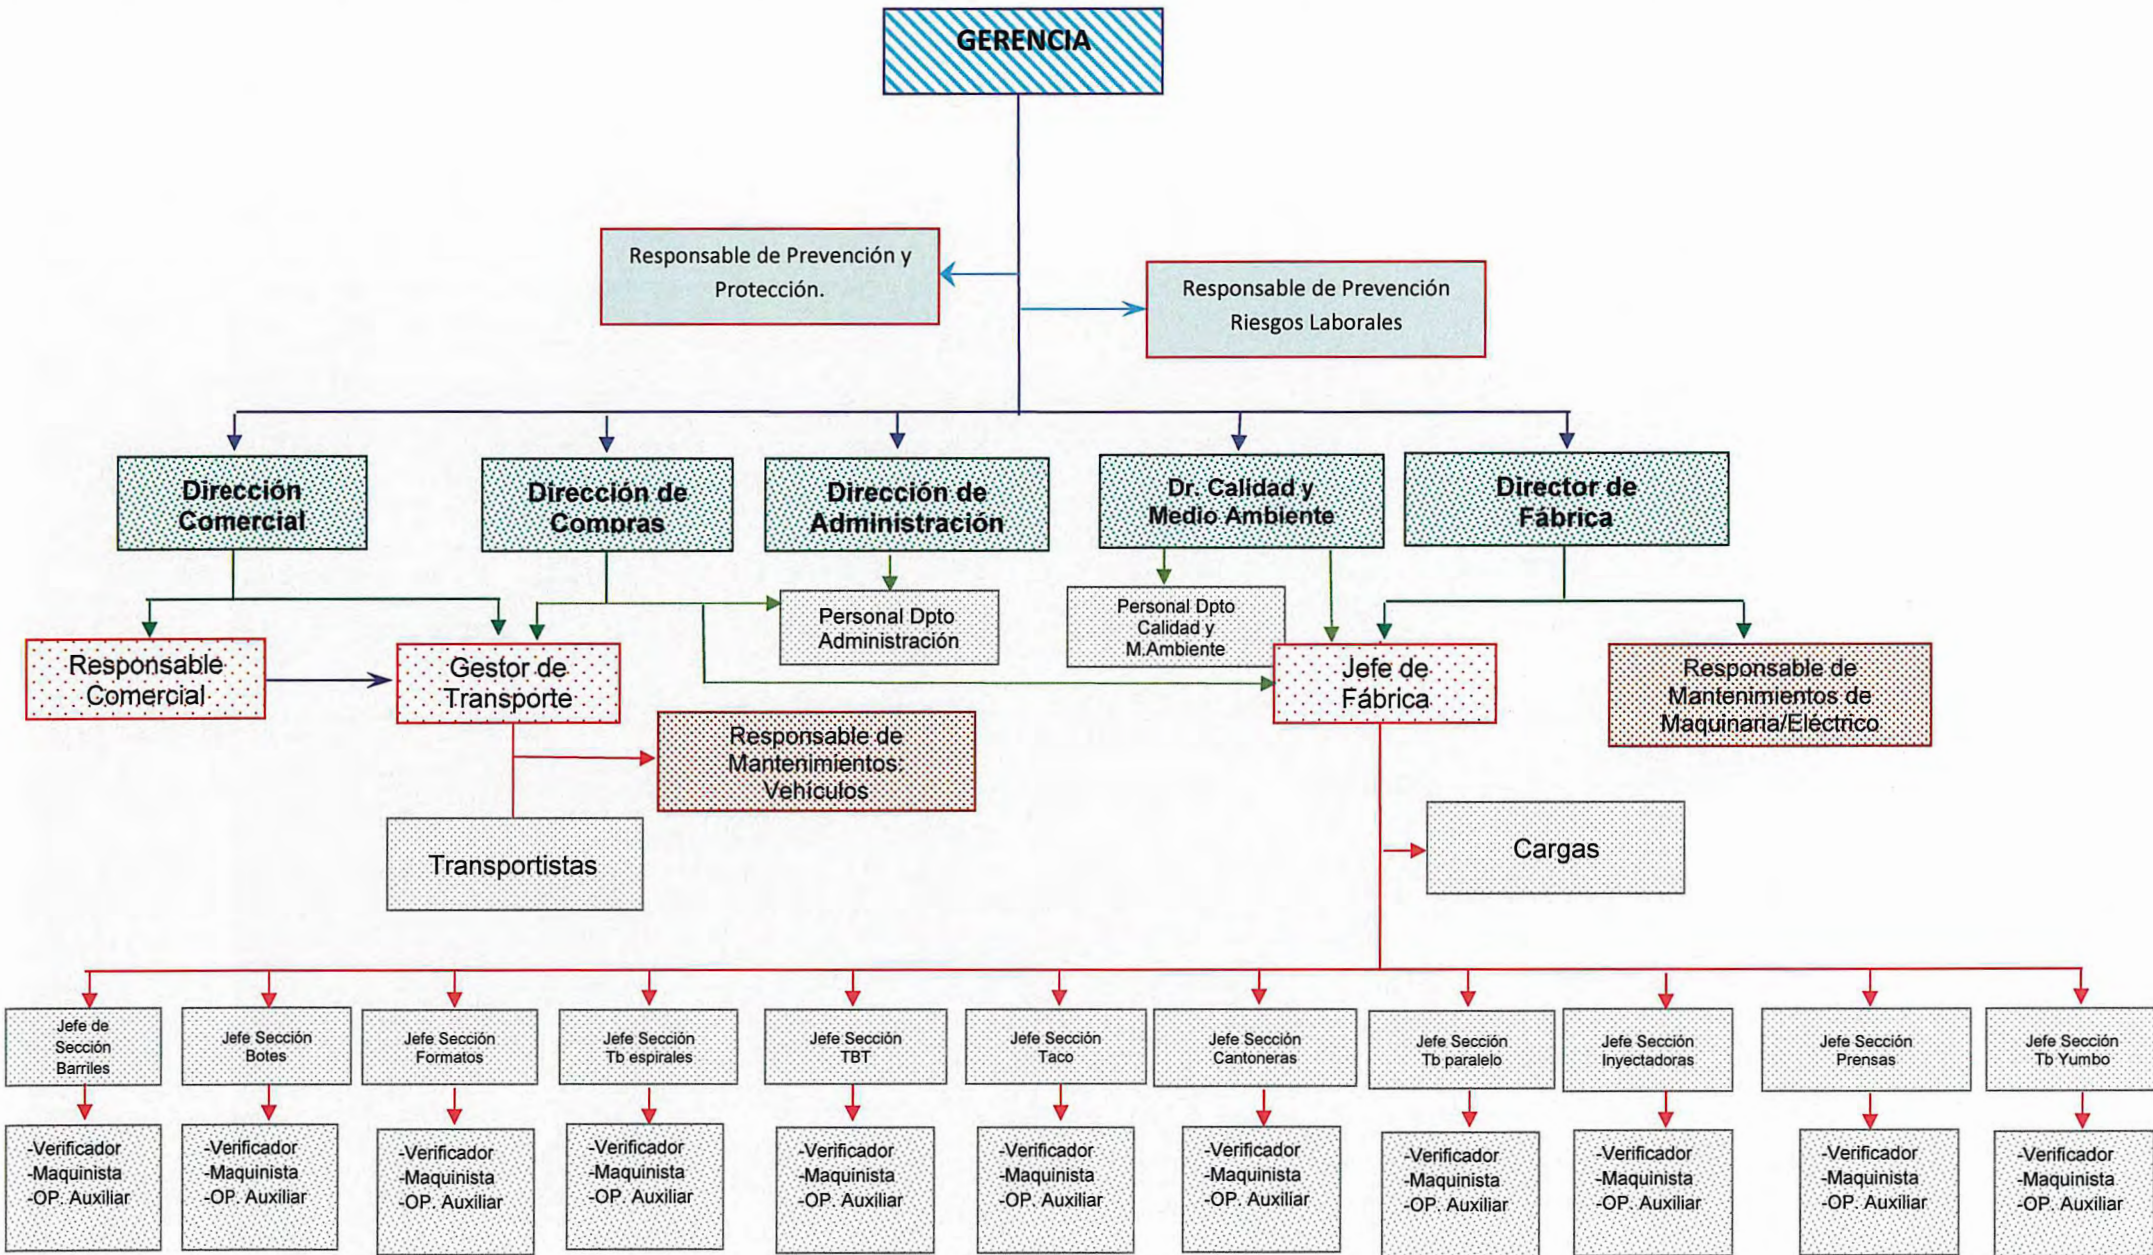 GERENCIA
Responsable de Prevención y
Protección.
Responsable de Prevención
Riesgos Laborales
Dirección
Comercial
Dirección de
Compras
Dirección de
Administración
Dr. Calidad y
Medio Ambiente
Director de
Fábrica
Personal Dpto
Administración
Personal Dpto
Calidad y
M.Ambiente
Responsable
Comercial
Gestor de
Transporte
Jefe de
Fábrica
Responsable de
Mantenimientos de
Maquinaria/Eléctrico
Responsable de
Mantenimientos:
Vehículos
Transportistas
Cargas
Jefe de
Sección
Barriles
Jefe Sección
Botes
Jefe Sección
Formatos
Jefe Sección
Tb espirales
Jefe Sección
TBT
Jefe Sección
Taco
Jefe Sección
Cantoneras
Jefe Sección
Tb paralelo
Jefe Sección
Inyectadoras
Jefe Sección
Prensas
Jefe Sección
Tb Yumbo
-Verificador
-Maquinista
-OP. Auxiliar
-Verificador
-Maquinista
-OP. Auxiliar
-Verificador
-Maquinista
-OP. Auxiliar
-Verificador
-Maquinista
-OP. Auxiliar
-Verificador
-Maquinista
-OP. Auxiliar
-Verificador
-Maquinista
-OP. Auxiliar
-Verificador
-Maquinista
-OP. Auxiliar
-Verificador
-Maquinista
-OP. Auxiliar
-Verificador
-Maquinista
-OP. Auxiliar
-Verificador
-Maquinista
-OP. Auxiliar
-Verificador
-Maquinista
-OP. Auxiliar